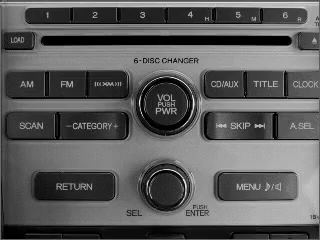 1 2 3 4 H 5 M 6 R
LOAD
6-DISC CHANGER
AM FM XM CD/AUX TITLE CLOCK
VOL
PUSH
PWR
SCAN −CATEGORY+ SKIP A.SEL
RETURN MENU
SEL PUSH
ENTER